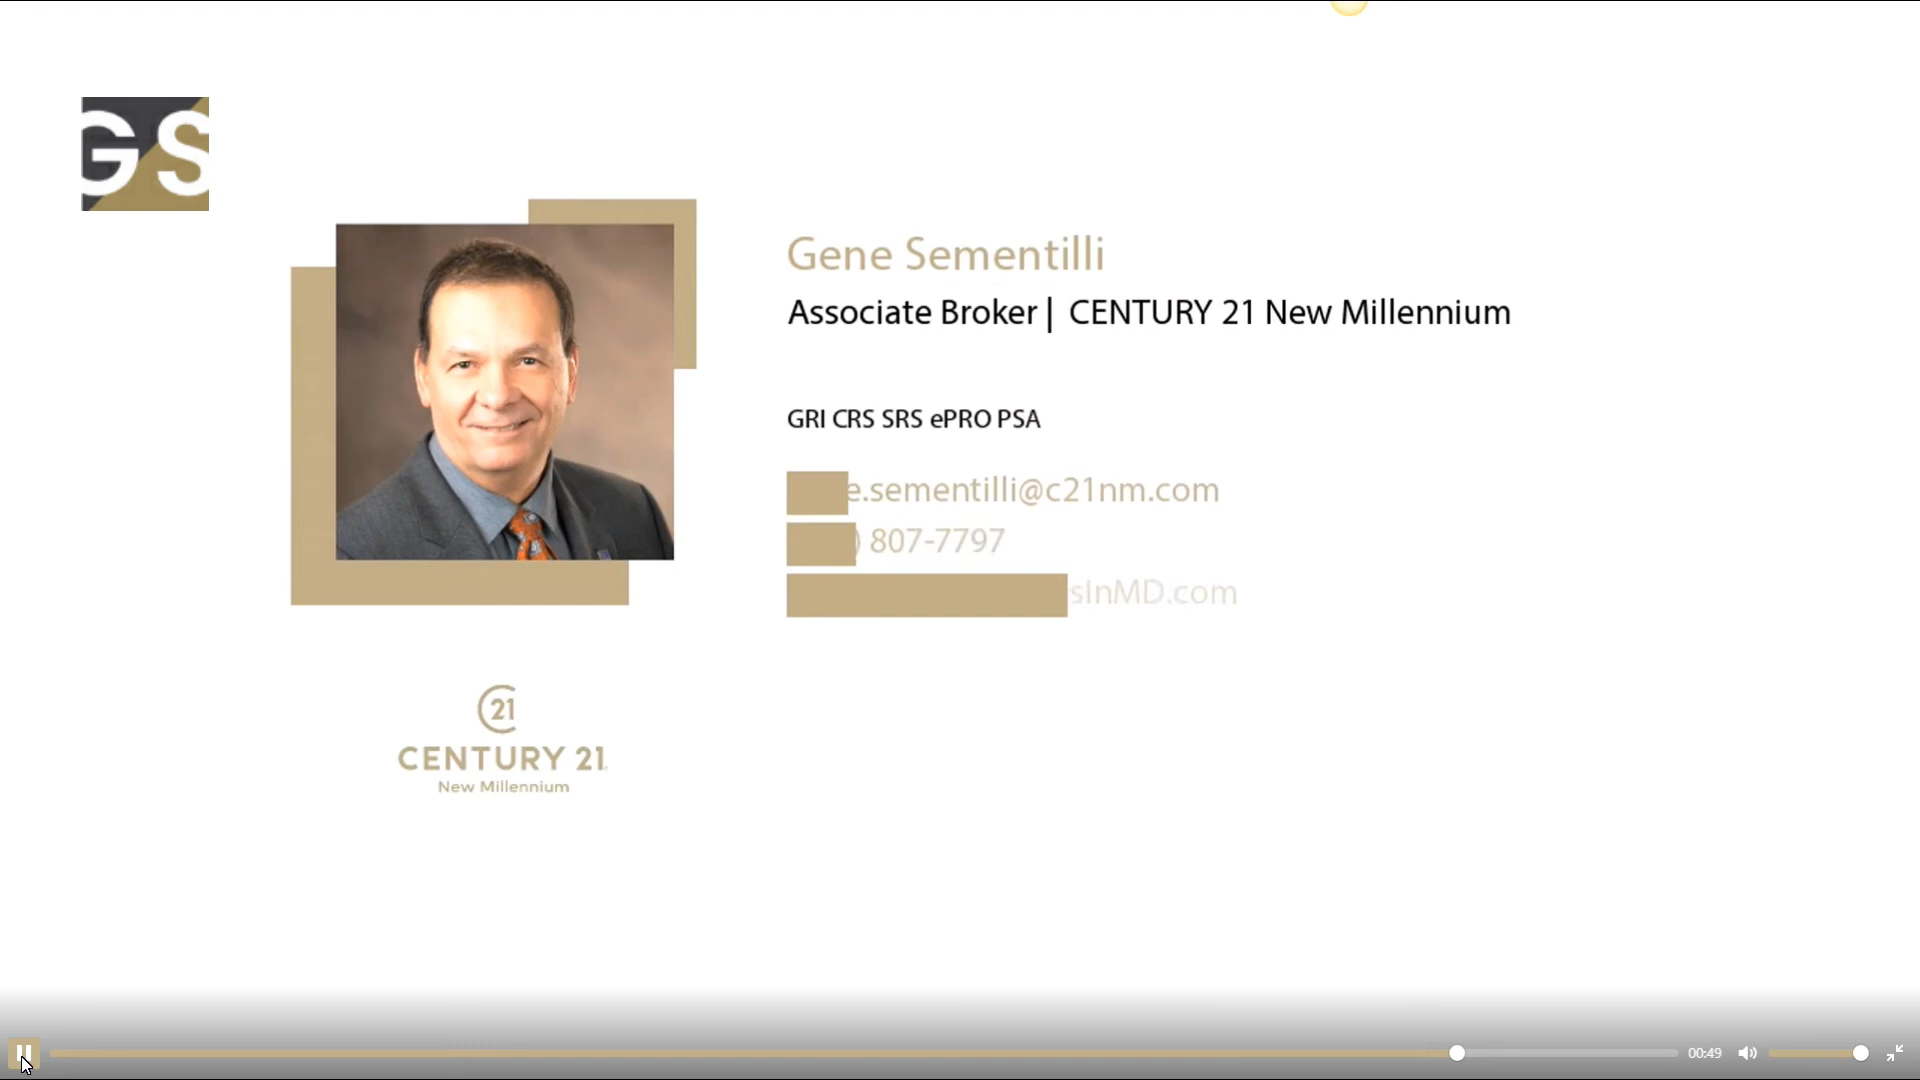 GS
Gene Sementilli
Associate Broker | CENTURY 21 New Millennium
GRI CRS SRS ePRO PSA
e.sementilli@c21nm.com
) 807-7797
sInMD.com
21
CENTURY 21
New Millennium
00:49